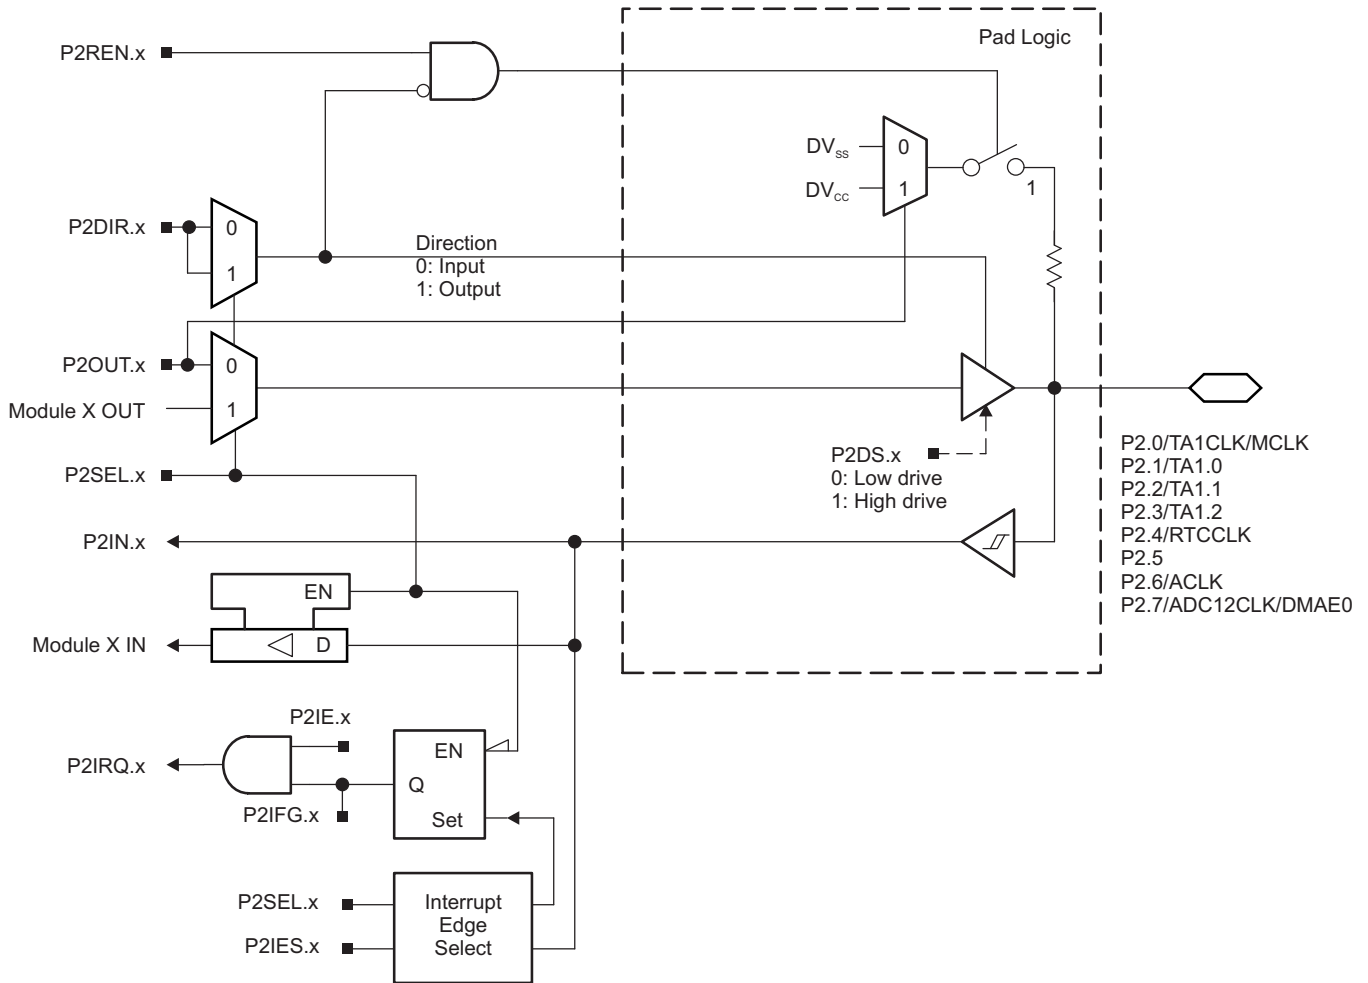 Pad Logic
P2REN.x
DVSS
0
DVCC
1
1
P2DIR.x
0
1
Direction
0: Input
1: Output
P2OUT.x
0
Module X OUT
1
P2SEL.x
P2DS.x
0: Low drive
1: High drive
P2.0/TA1CLK/MCLK
P2.1/TA1.0
P2.2/TA1.1
P2.3/TA1.2
P2.4/RTCCLK
P2.5
P2.6/ACLK
P2.7/ADC12CLK/DMAE0
P2IN.x
EN
Module X IN
D
P2IE.x
P2IRQ.x
EN
Q
P2IFG.x
Set
P2SEL.x
P2IES.x
Interrupt
Edge
Select